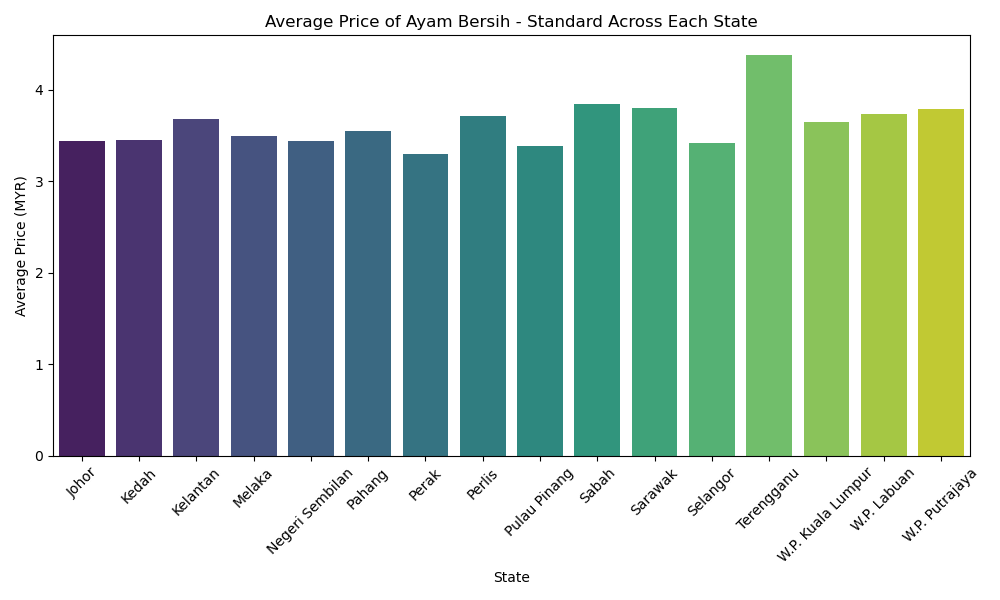 Average Price of Ayam Bersih - Standard Across Each State
Average Price (MYR)
4
3
2
1
0
Johor
Kedah
Kelantan
Melaka
Negeri Sembilan
Pahang
Perak
Perlis
Pulau Pinang
Sabah
Sarawak
Selangor
Terengganu
W.P. Kuala Lumpur
W.P. Labuan
W.P. Putrajaya
State